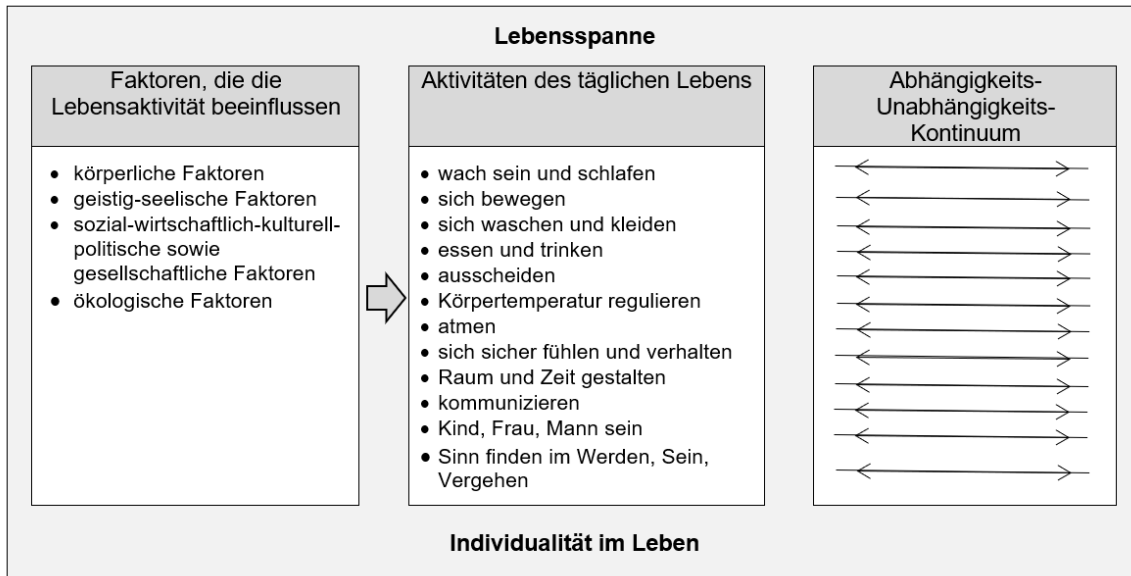 Lebensspanne
Faktoren, die die
Lebensaktivität beeinflussen
• körperliche Faktoren
• geistig-seelische Faktoren
• sozial-wirtschaftlich-kulturell-
politische sowie
gesellschaftliche Faktoren
• ökologische Faktoren
Aktivitäten des täglichen Lebens
• wach sein und schlafen
• sich bewegen
• sich waschen und kleiden
• essen und trinken
• ausscheiden
• Körpertemperatur regulieren
• atmen
• sich sicher fühlen und verhalten
• Raum und Zeit gestalten
• kommunizieren
• Kind, Frau, Mann sein
• Sinn finden im Werden, Sein,
Vergehen
Abhängigkeits-
Unabhängigkeits-
Kontinuum
Individualität im Leben